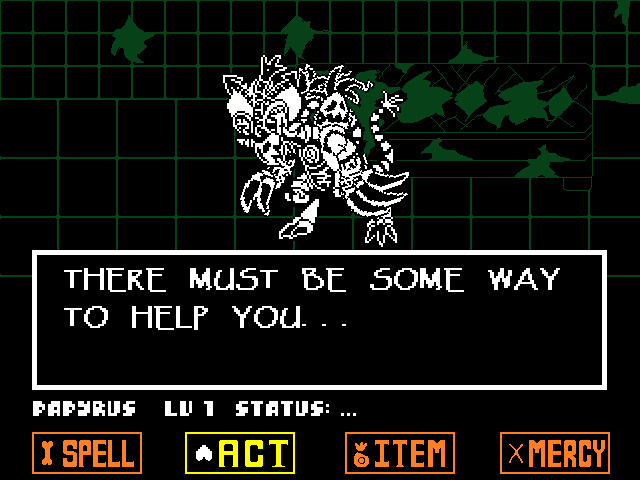 THERE MUST BE SOME WAY
TO HELP YOU...
PAPYRUS LV 1 STATUS: ...
SPELL ACT ITEM MERCY